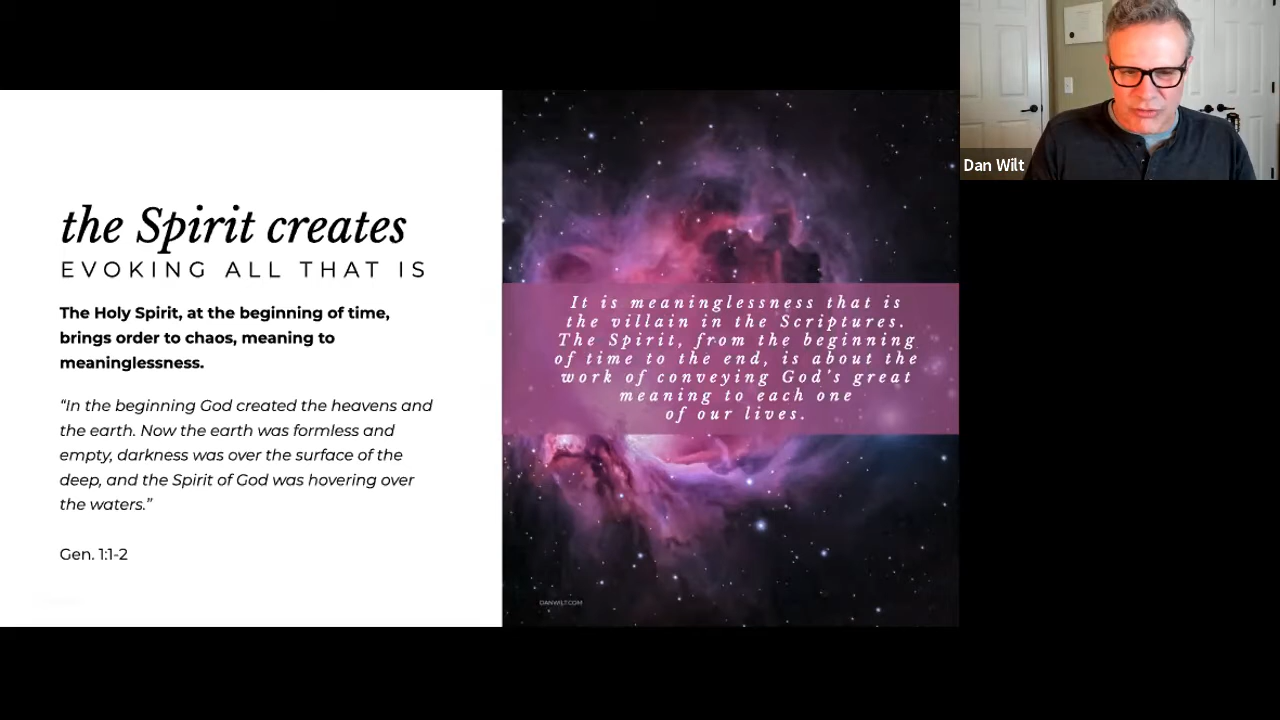 the Spirit creates
EVOKING ALL THAT IS
The Holy Spirit, at the beginning of time,
brings order to chaos, meaning to
meaninglessness.
“In the beginning God created the heavens and
the earth. Now the earth was formless and
empty, darkness was over the surface of the
deep, and the Spirit of God was hovering over
the waters.”
Gen. 1:1-2
It is meaninglessness that is
the villain in the Scriptures.
The Spirit, from the beginning
of time to the end, is about the
work of conveying God’s great
meaning to each one
of our lives.
DANWILT.COM
Dan Wilt